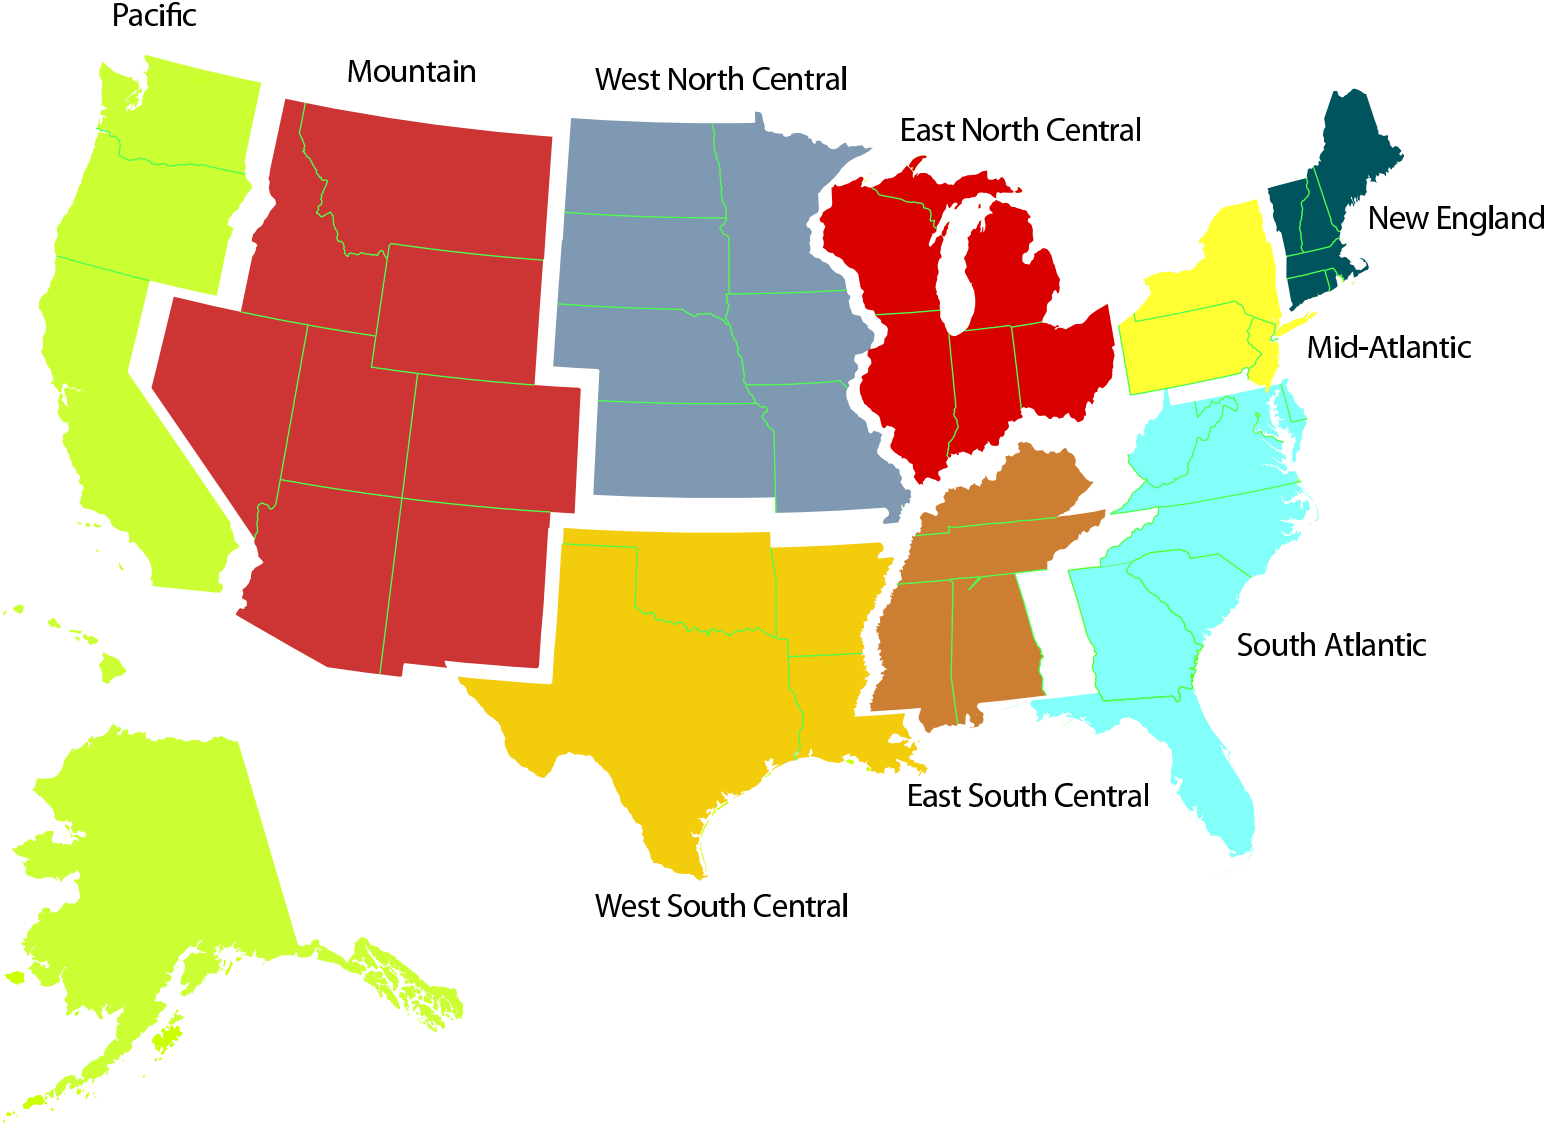 Pacific
Mountain
West North Central
East North Central
New England
Mid-Atlantic
South Atlantic
East South Central
West South Central